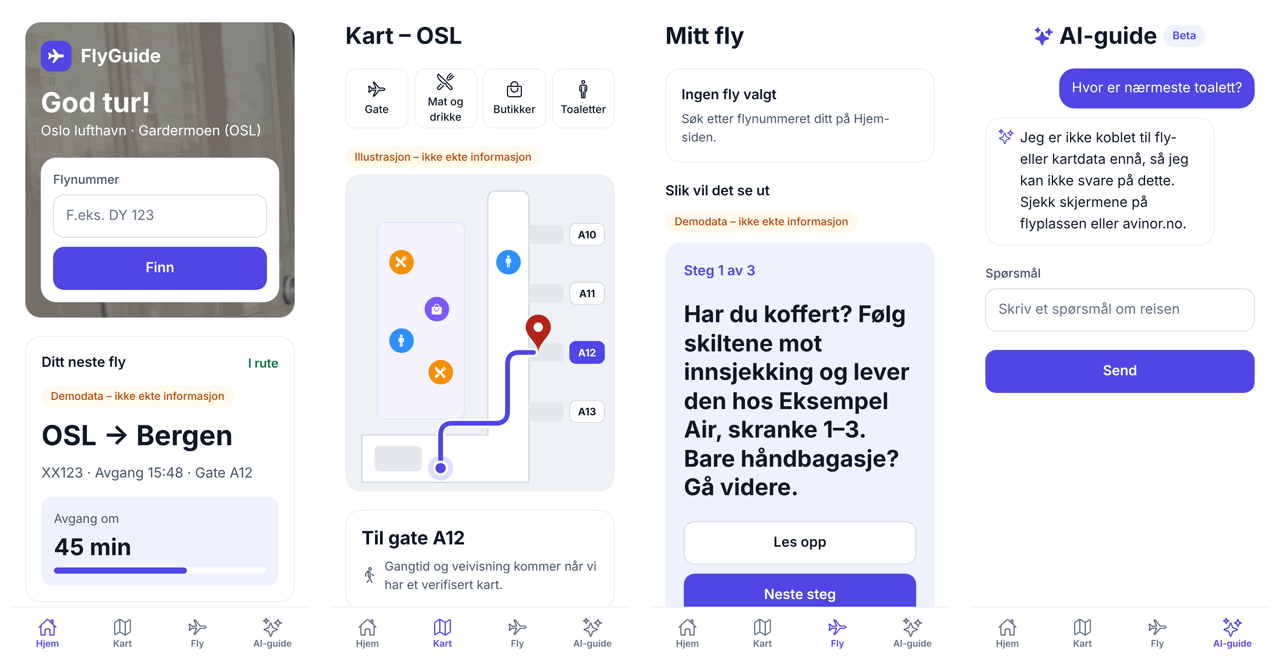 FlyGuide
God tur!
Oslo lufthavn · Gardermoen (OSL)
Flynummer
F.eks. DY 123
Finn
Ditt neste fly
I rute
Demodata – ikke ekte informasjon
OSL → Bergen
XX123 · Avgang 15:48 · Gate A12
Avgang om
45 min
Hjem
Kart
Fly
AI-guide
Kart – OSL
Gate
Mat og
drikke
Butikker
Toaletter
Illustrasjon – ikke ekte informasjon
A10
A11
A12
A13
Til gate A12
Gangtid og veivisning kommer når vi
har et verifisert kart.
Hjem
Kart
Fly
AI-guide
Mitt fly
Ingen fly valgt
Søk etter flynummeret ditt på Hjem-
siden.
Slik vil det se ut
Demodata – ikke ekte informasjon
Steg 1 av 3
Har du koffert? Følg
skiltene mot
innsjekking og lever
den hos Eksempel
Air, skranke 1–3.
Bare håndbagasje?
Gå videre.
Les opp
Neste steg
Hjem
Kart
Fly
AI-guide
AI-guide
Beta
Hvor er nærmeste toalett?
Jeg er ikke koblet til fly-
eller kartdata ennå, så jeg
kan ikke svare på dette.
Sjekk skjermene på
flyplassen eller avinor.no.
Spørsmål
Skriv et spørsmål om reisen
Send
Hjem
Kart
Fly
AI-guide